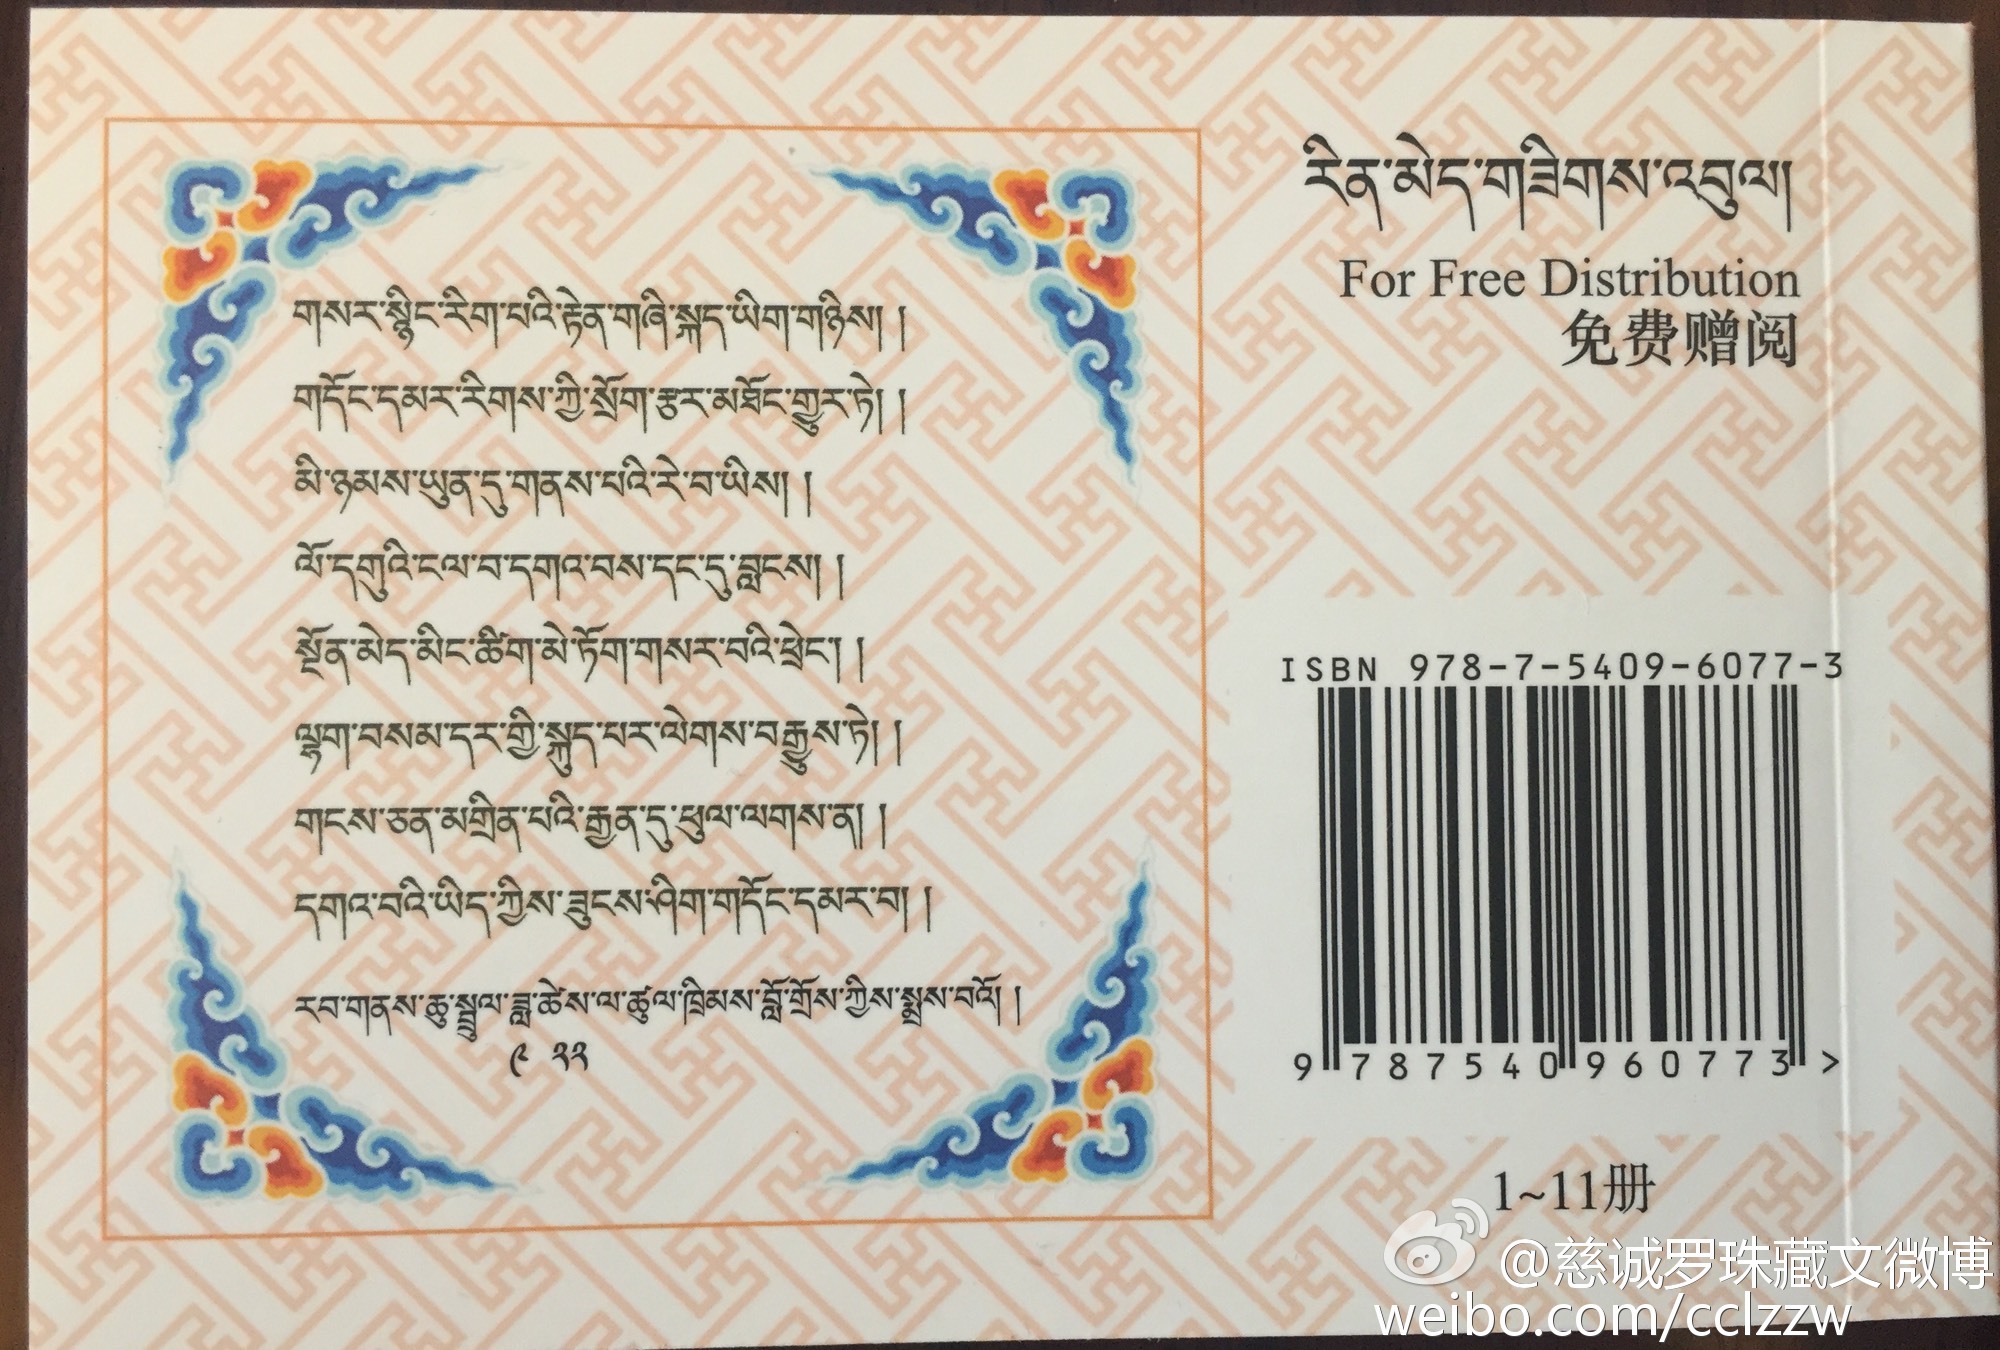 གསར་སྙིང་རིག་པའི་རྟེན་གཞི་སྐད་ཡིག་གཉིས། །
གདོང་དམར་རིགས་ཀྱི་སྲོག་རྩར་མཐོང་གྱུར་ཏེ། །
མི་ཉམས་ཡུན་དུ་གནས་པའི་རེ་བ་ཡིས། །
ལོ་དགུའི་ངལ་བ་དགའ་བས་དང་དུ་བླངས། །
སྔོན་མེད་མིང་ཚིག་མེ་ཏོག་གསར་བའི་ཕྲེང་། །
ལྷག་བསམ་དར་གྱི་སྐུད་པར་ལེགས་བརྒྱུས་ཏེ། །
གངས་ཅན་མགྲིན་པའི་རྒྱན་དུ་ཕུལ་ལགས་ན། །
དགའ་བའི་ཡིད་ཀྱིས་ཟུངས་ཤིག་གདོང་དམར་བ། །
རབ་གནས་ཆུ་སྦྲུལ་ཟླ་ཚེས་ལ་ཚུལ་ཁྲིམས་བློ་གྲོས་ཀྱིས་སྨྲས་བའོ། །
༩ ༢༢
རིན་མེད་གཟིགས་འབུལ།
For Free Distribution
免费赠阅
ISBN 978-7-5409-6077-3
9 787540 960773 >
1~11册
@慈诚罗珠藏文微博
weibo.com/cclzzw